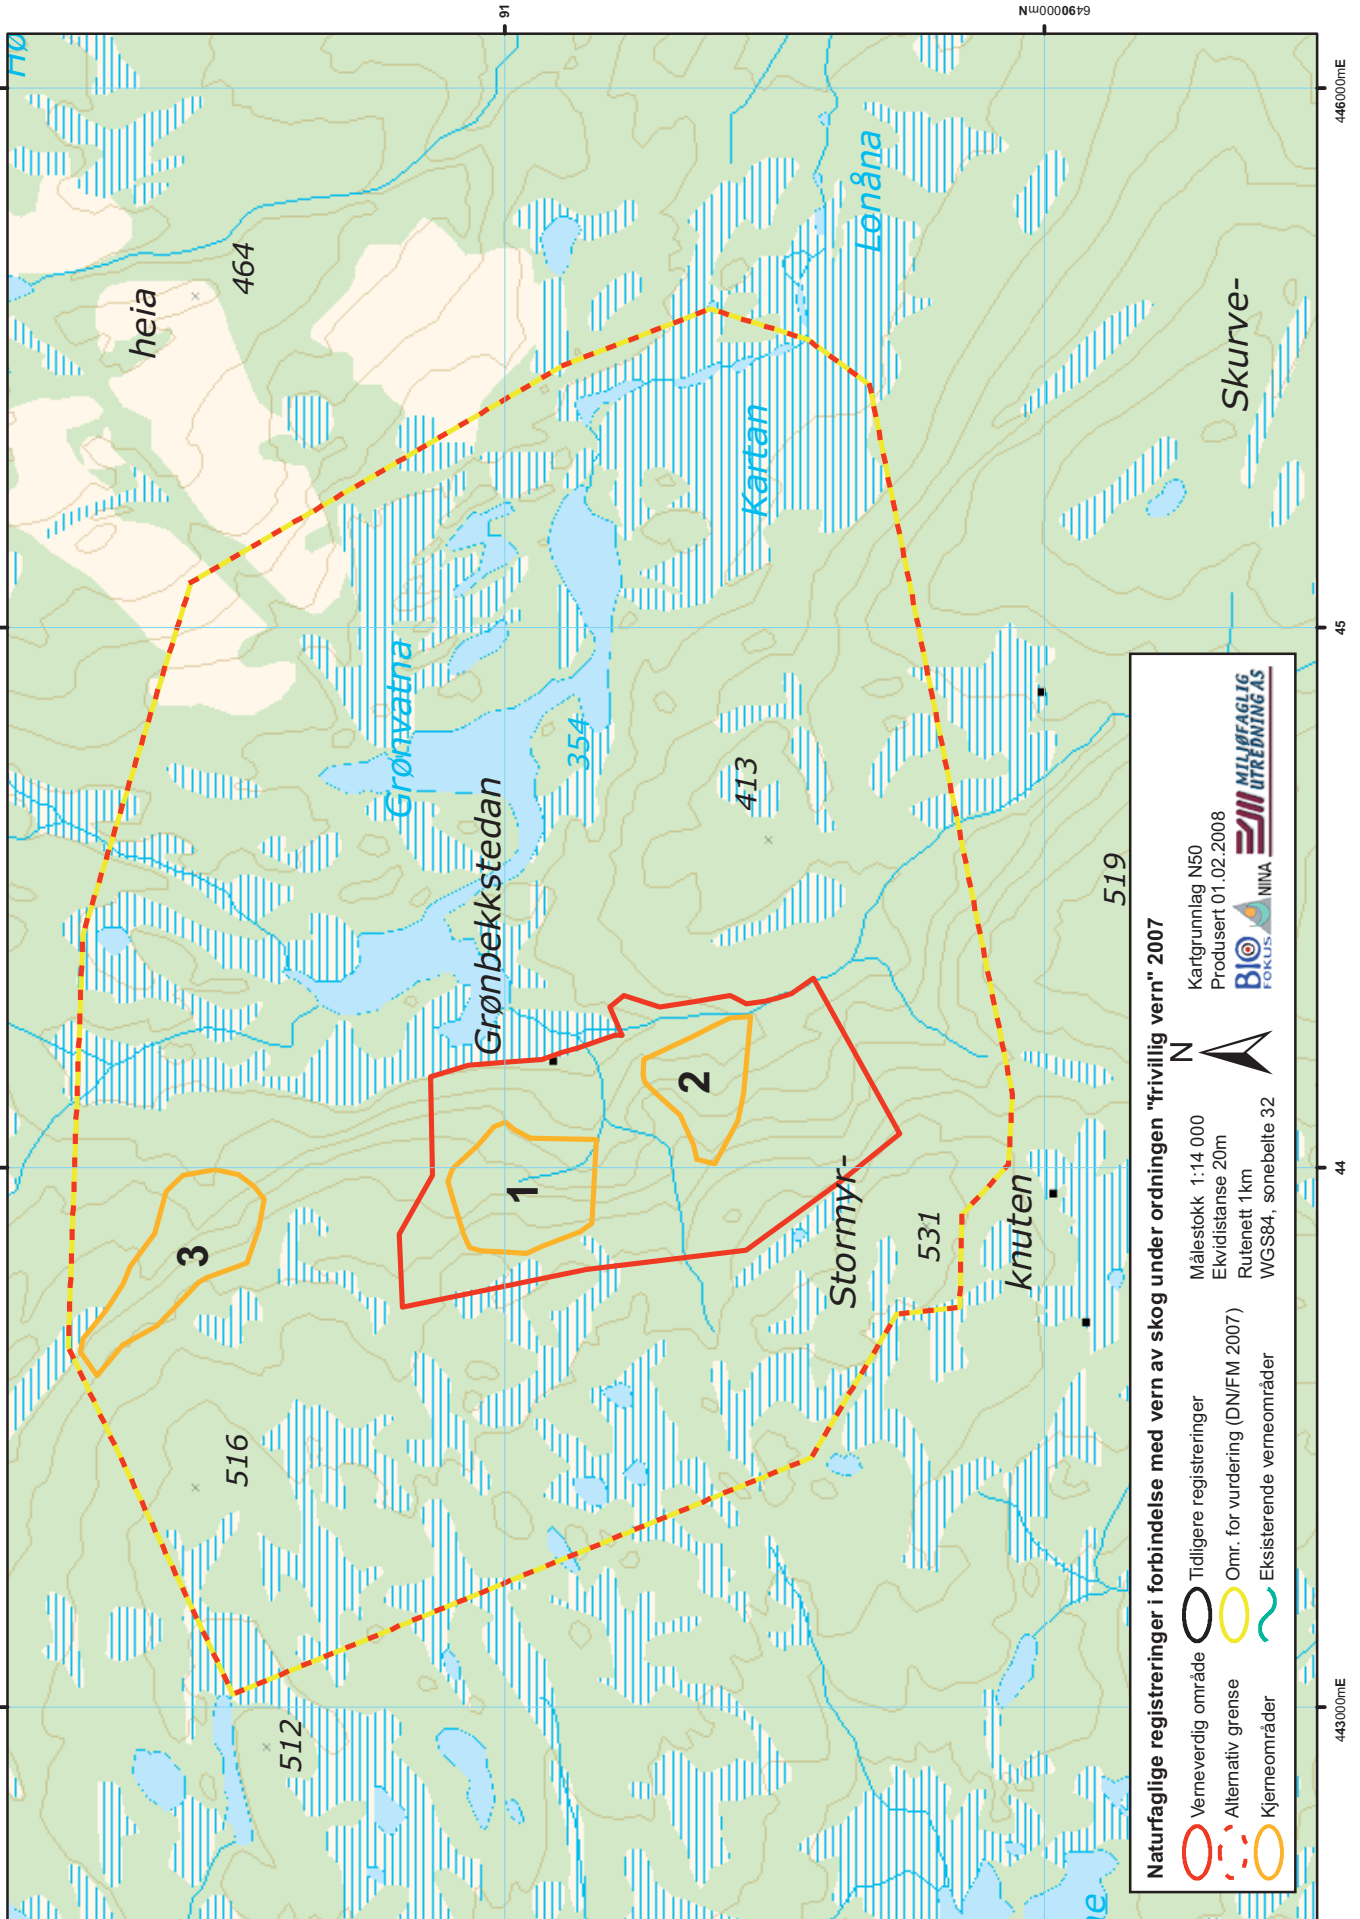 Hø
91
6490000mN
446000mE
45
44
443000mE
heia
464
Lonåna
Kartan
Skurve-
Grønvatna
354
Grønbekkstedan
413
519
1
2
3
Stormyr-
knuten
531
516
512
ne
Naturfaglige registreringer i forbindelse med vern av skog under ordningen "frivillig vern" 2007
Verneverdig område
Alternativ grense
Kjerneområder
Tidligere registreringer
Omr. for vurdering (DN/FM 2007)
Eksisterende verneområder
Målestokk 1:14 000
Ekvidistanse 20m
Rutenett 1km
WGS84, sonebelte 32
N
Kartgrunnlag N50
Produsert 01.02.2008
BIO
FOKUS
NINA
MILJØFAGLIG
UTREDNING AS